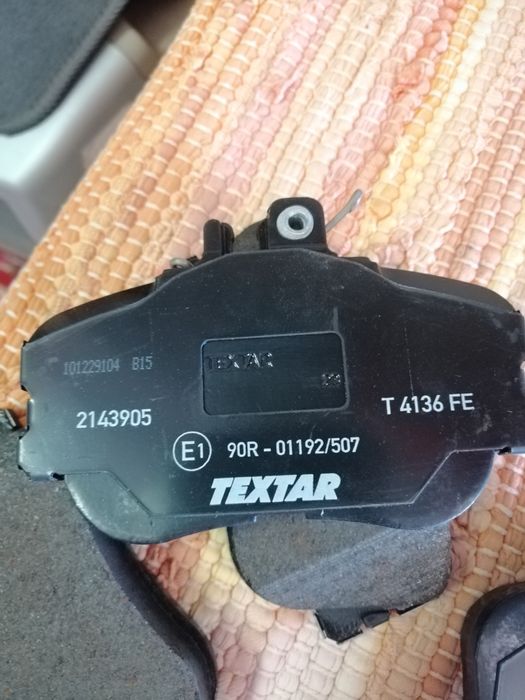 TEXTAR
101229104 B15
2143905
T 4136 FE
E1 90R - 01192/507
TEXTAR